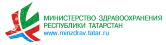 МИНИСТЕРСТВО ЗДРАВООХРАНЕНИЯ
РЕСПУБЛИКИ ТАТАРСТАН
www.minzdrav.tatar.ru